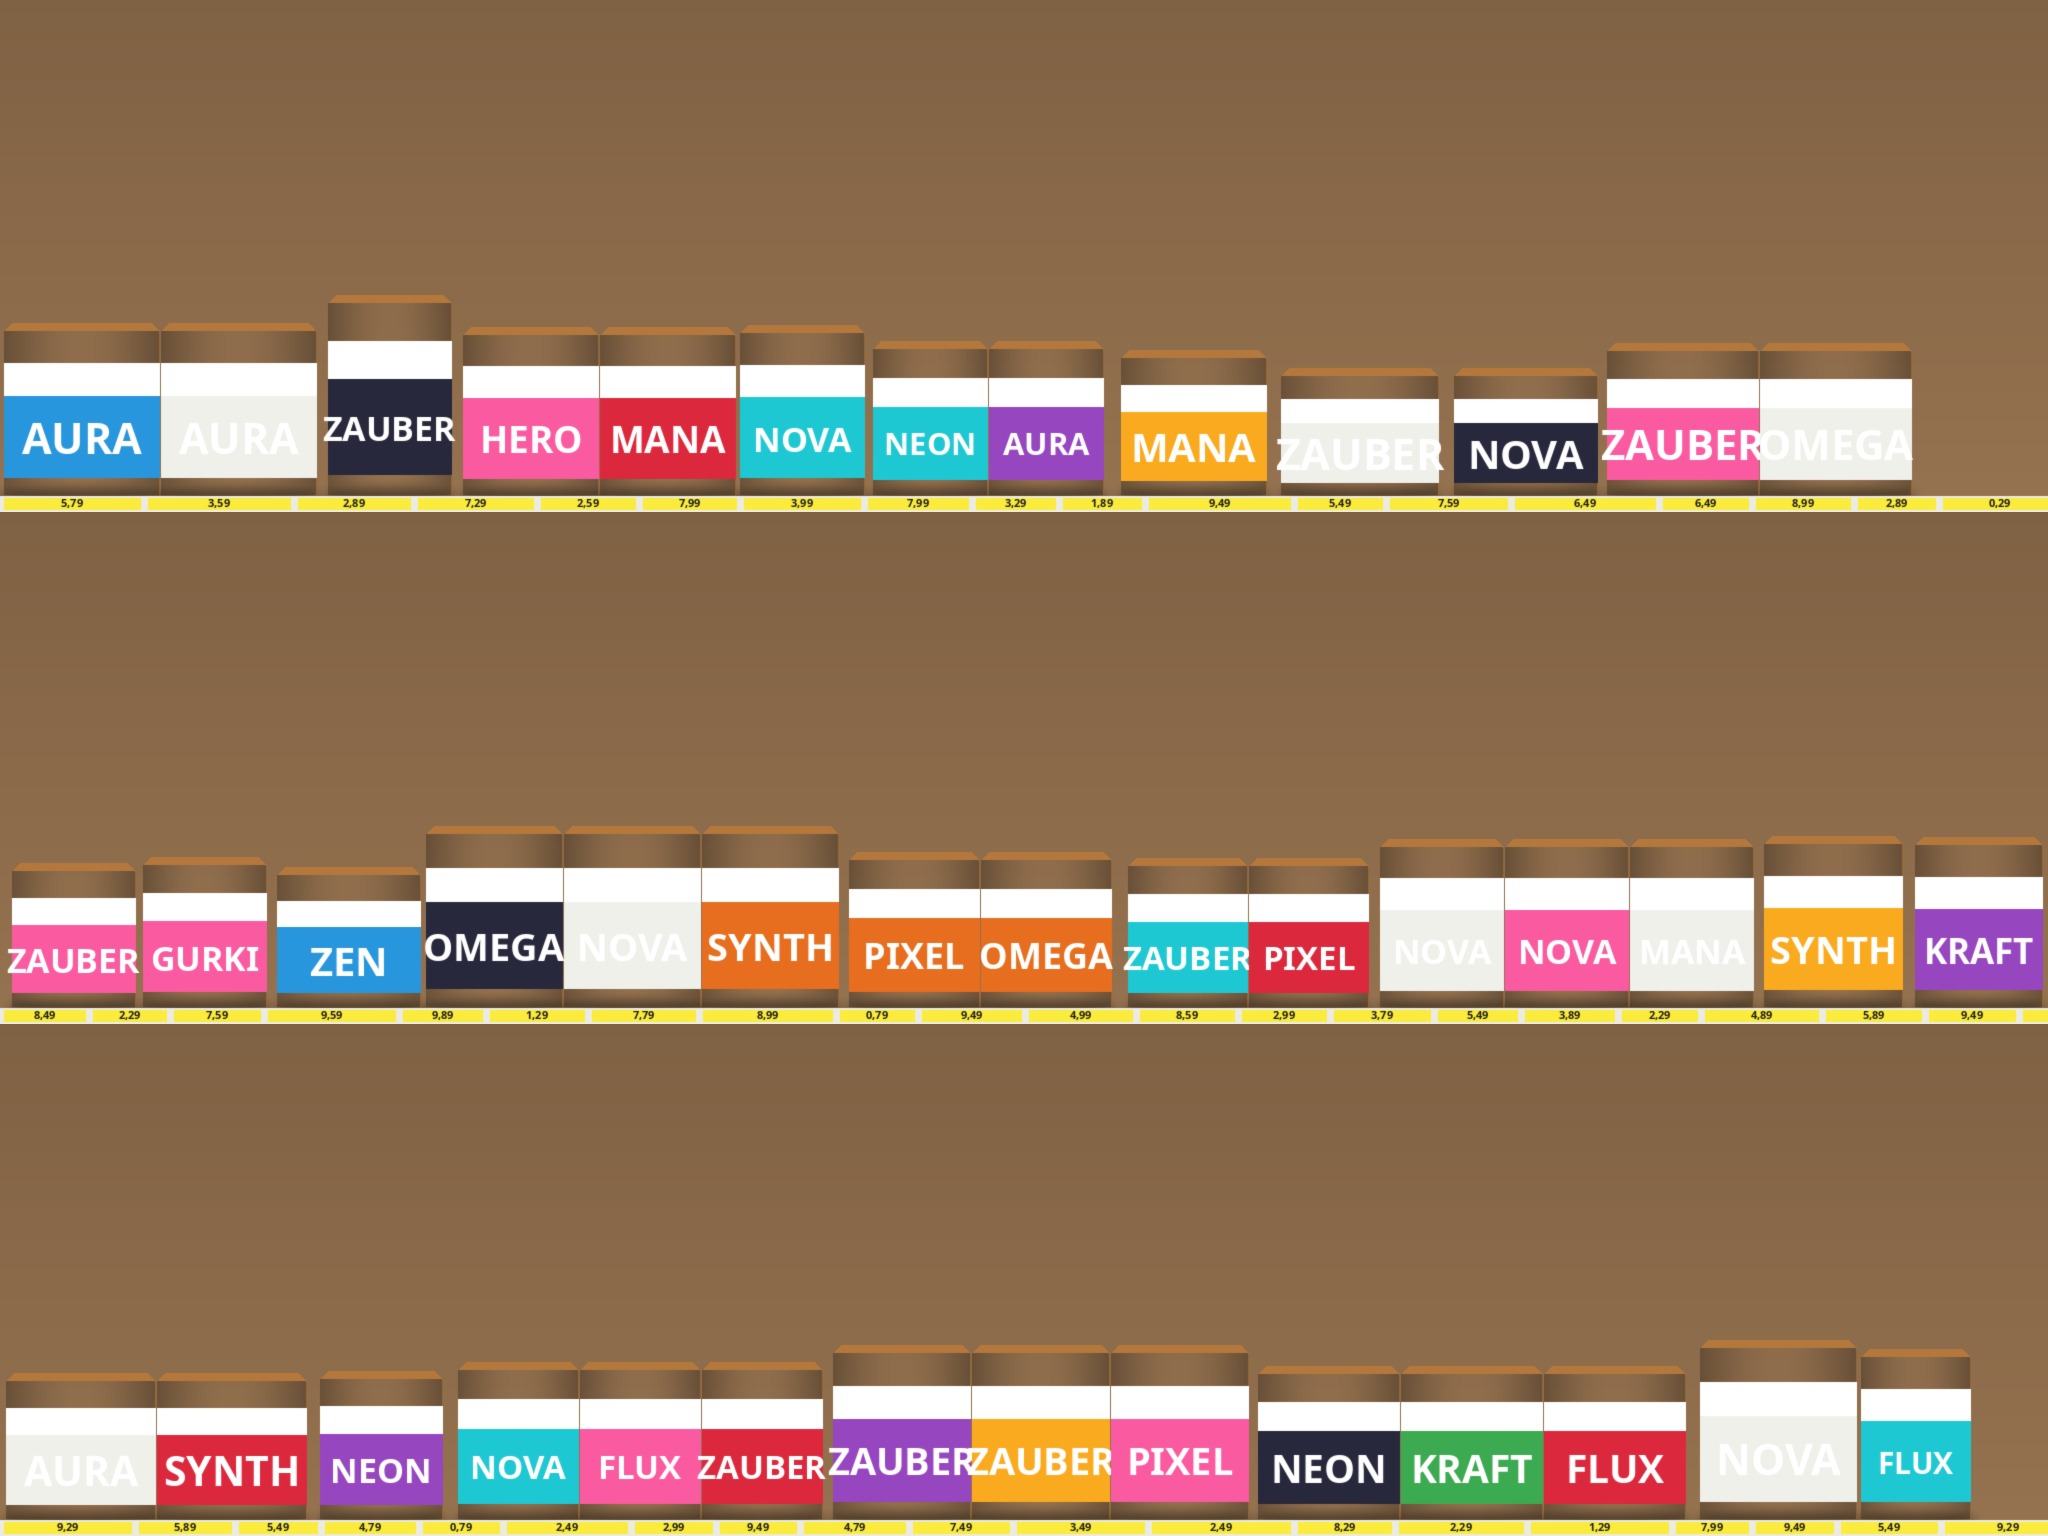 AURA AURA ZAUBER HERO MANA NOVA NEON AURA MANA ZAUBER NOVA ZAUBER OMEGA
5,79 3,59 2,89 7,29 2,59 7,99 3,99 7,99 3,29 1,89 9,49 5,49 7,59 6,49 6,49 8,99 2,89 0,29
ZAUBER GURKI ZEN OMEGA NOVA SYNTH PIXEL OMEGA ZAUBER PIXEL NOVA NOVA MANA SYNTH KRAFT
8,49 2,29 7,59 9,59 9,89 1,29 7,79 8,99 0,79 9,49 4,99 8,59 2,99 3,79 5,49 3,89 2,29 4,89 5,89 9,49
AURA SYNTH NEON NOVA FLUX ZAUBER ZAUBER ZAUBER PIXEL NEON KRAFT FLUX NOVA FLUX
9,29 5,89 5,49 4,79 0,79 2,49 2,99 9,49 4,79 7,49 3,49 2,49 8,29 2,29 1,29 7,99 9,49 5,49 9,29